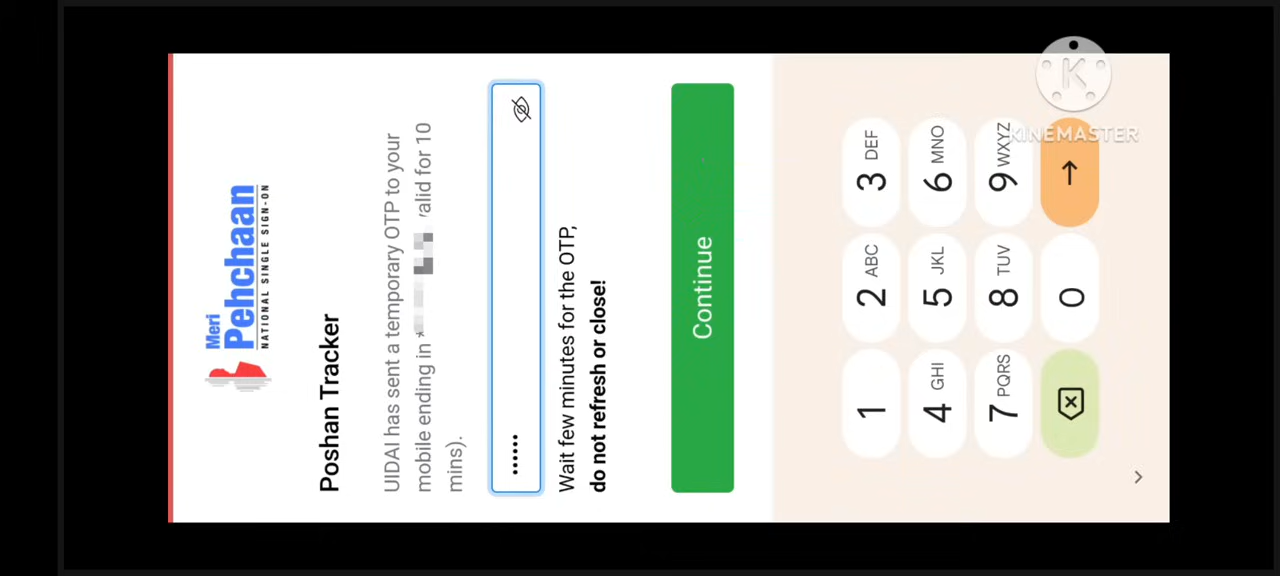 Meri
Pehchaan
NATIONAL SINGLE SIGN-ON
Poshan Tracker
UIDAI has sent a temporary OTP to your
mobile ending in alid for 10
mins).
••••••
Wait few minutes for the OTP,
do not refresh or close!
Continue
1
2 ABC
3 DEF
4 GHI
5 JKL
6 MNO
7 PQRS
8 TUV
9 WXYZ
0
K
KINEMASTER